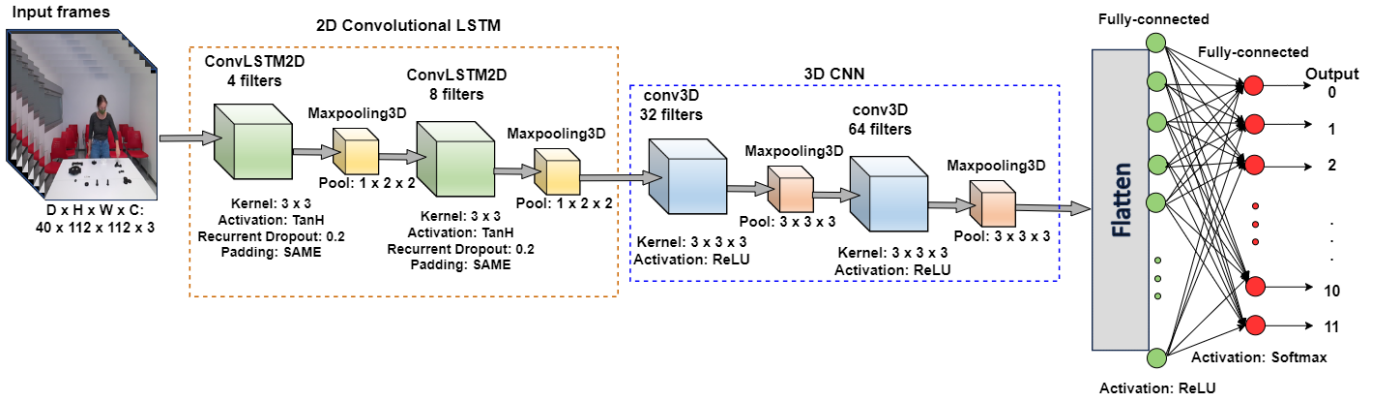 Input frames
D x H x W x C:
40 x 112 x 112 x 3
2D Convolutional LSTM
ConvLSTM2D
4 filters
Kernel: 3 x 3
Activation: TanH
Recurrent Dropout: 0.2
Padding: SAME
Maxpooling3D
Pool: 1 x 2 x 2
ConvLSTM2D
8 filters
Kernel: 3 x 3
Activation: TanH
Recurrent Dropout: 0.2
Padding: SAME
Maxpooling3D
Pool: 1 x 2 x 2
3D CNN
conv3D
32 filters
Kernel: 3 x 3 x 3
Activation: ReLU
Maxpooling3D
Pool: 3 x 3 x 3
conv3D
64 filters
Kernel: 3 x 3 x 3
Activation: ReLU
Maxpooling3D
Pool: 3 x 3 x 3
Flatten
Fully-connected
Activation: ReLU
Fully-connected
Activation: Softmax
Output
0
1
2
.
.
.
10
11